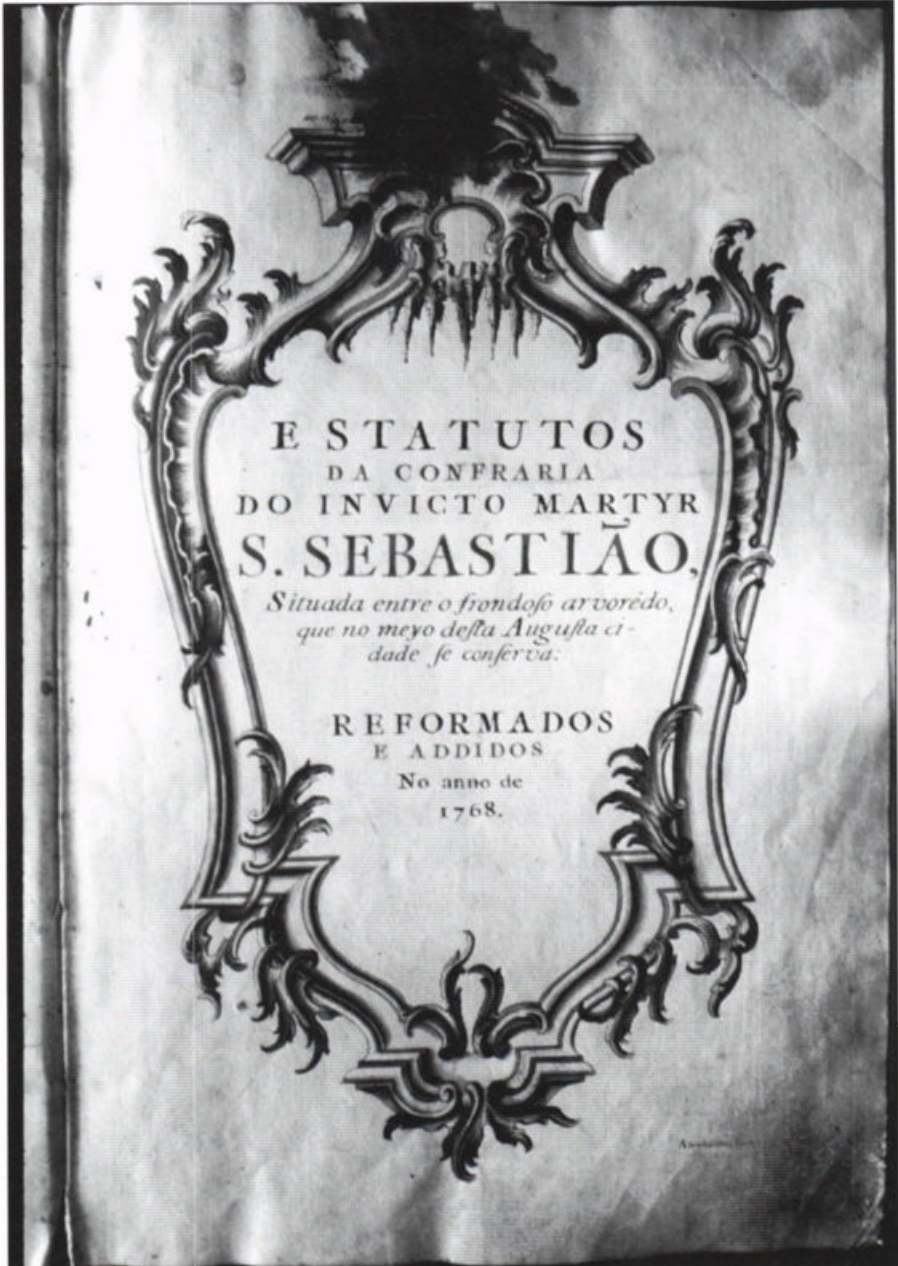 ESTATUTOS
DA CONFRARIA
DO INVICTO MARTYR
S. SEBASTIÃO,
Situada entre o frondoſo arvorêdo,
que no meyo deſta Auguſta ci-
dade ſe conſerva:
REFORMADOS
E ADDIDOS
No anno de
1768.